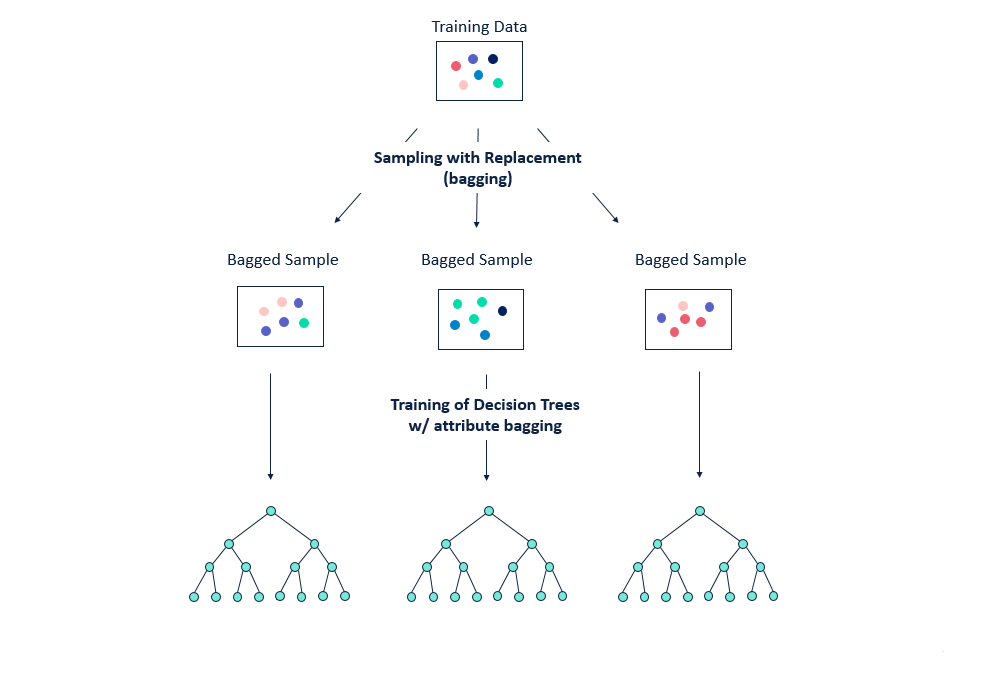 Training Data
Sampling with Replacement
(bagging)
Bagged Sample
Bagged Sample
Bagged Sample
Training of Decision Trees
w/ attribute bagging